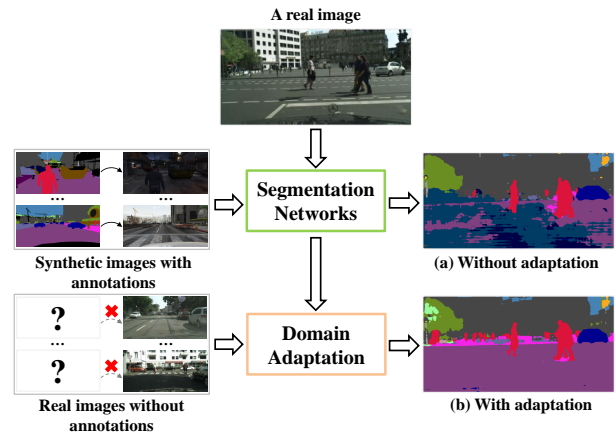 A real image
...
...
Segmentation
Networks
Synthetic images with
annotations
(a) Without adaptation
?
...
...
?
Domain
Adaptation
Real images without
annotations
(b) With adaptation